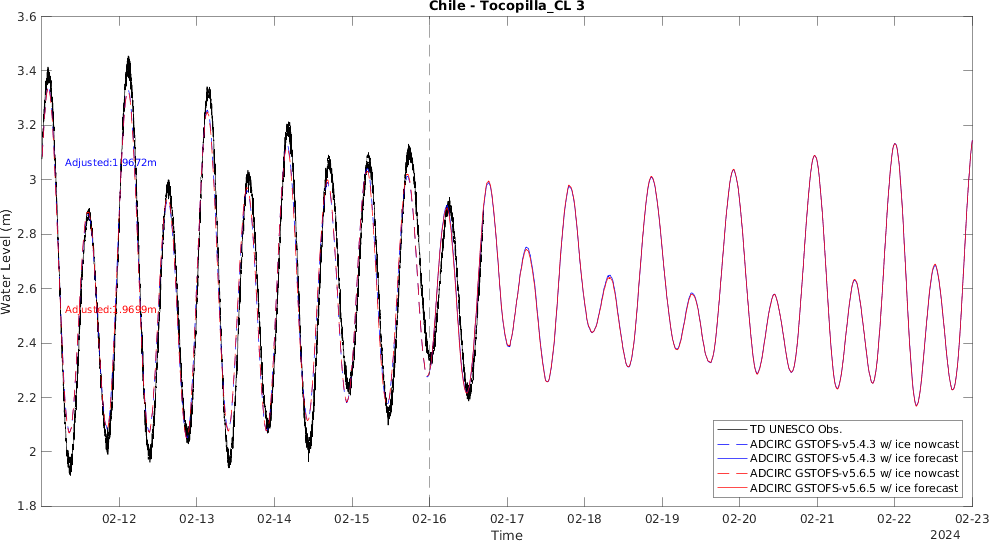 Chile - Tocopilla_CL 3
3.6
3.4
3.2
3
2.8
2.6
2.4
2.2
2
1.8
Water Level (m)
Adjusted:1.9672m
Adjusted:1.9699m
TD UNESCO Obs.
ADCIRC GSTOFS-v5.4.3 w/ ice nowcast
ADCIRC GSTOFS-v5.4.3 w/ ice forecast
ADCIRC GSTOFS-v5.6.5 w/ ice nowcast
ADCIRC GSTOFS-v5.6.5 w/ ice forecast
02-12 02-13 02-14 02-15 02-16 02-17 02-18 02-19 02-20 02-21 02-22 02-23
Time
2024